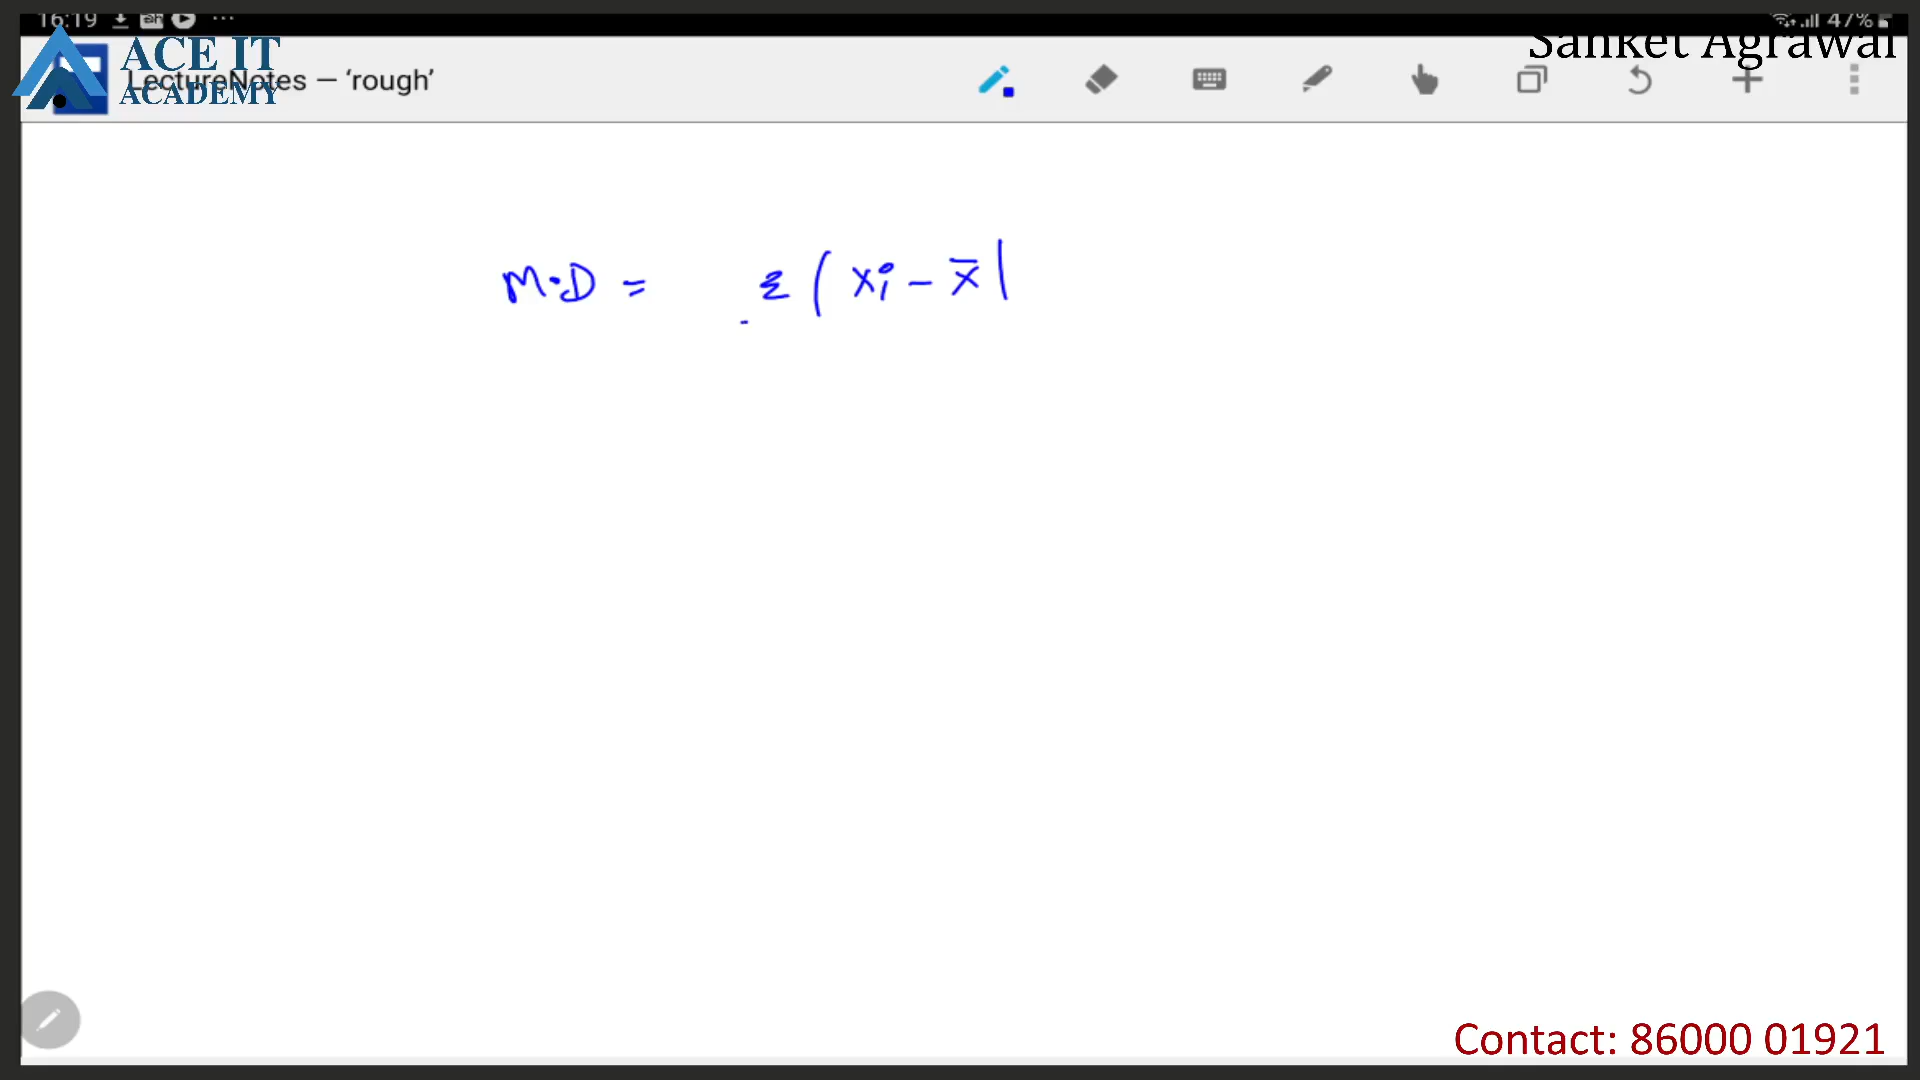 16:19 47%
Sanket Agrawal
ACE IT
ACADEMY
LectureNotes — ‘rough’
M.D = Σ | xi - x̄ |
Contact: 86000 01921